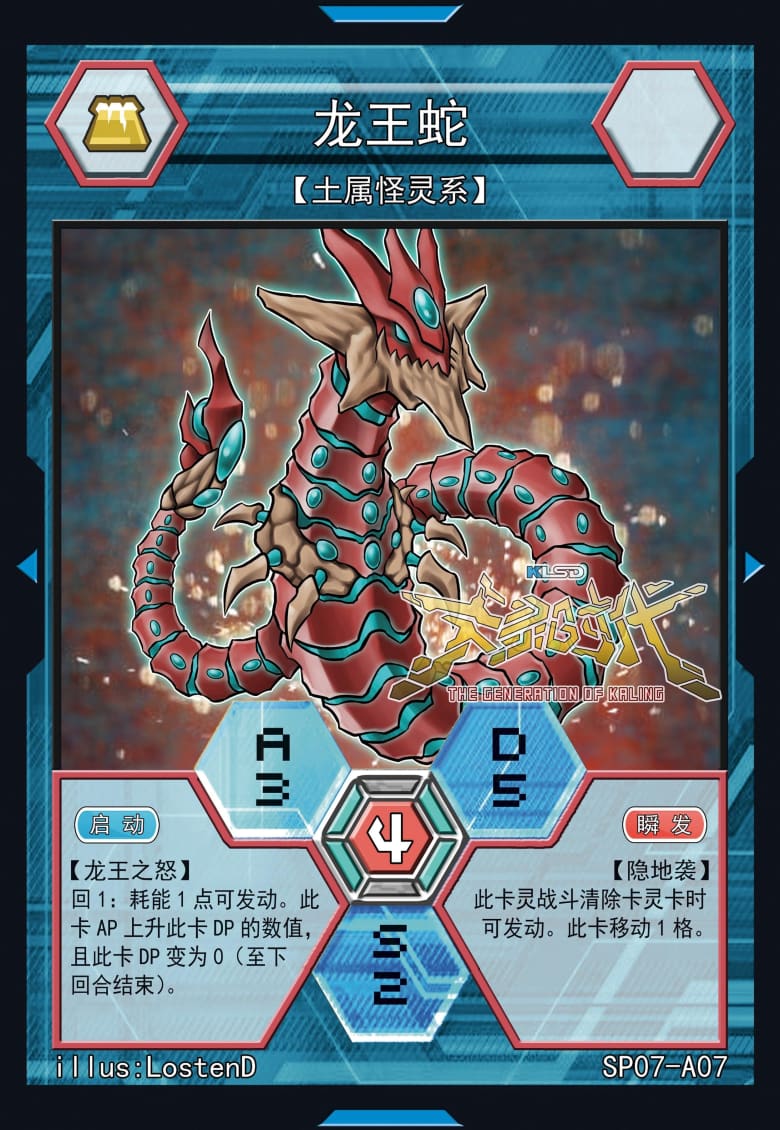 龙王蛇
【土属怪灵系】
KLSD
卡灵时代
THE GENERATION OF KALING
A
3
D
5
4
S
2
启动
【龙王之怒】
回1：耗能1点可发动。此
卡AP上升此卡DP的数值，
且此卡DP变为0（至下
回合结束）。
瞬发
【隐地袭】
此卡灵战斗清除卡灵卡时
可发动。此卡移动1格。
illus:LostenD
SP07-A07